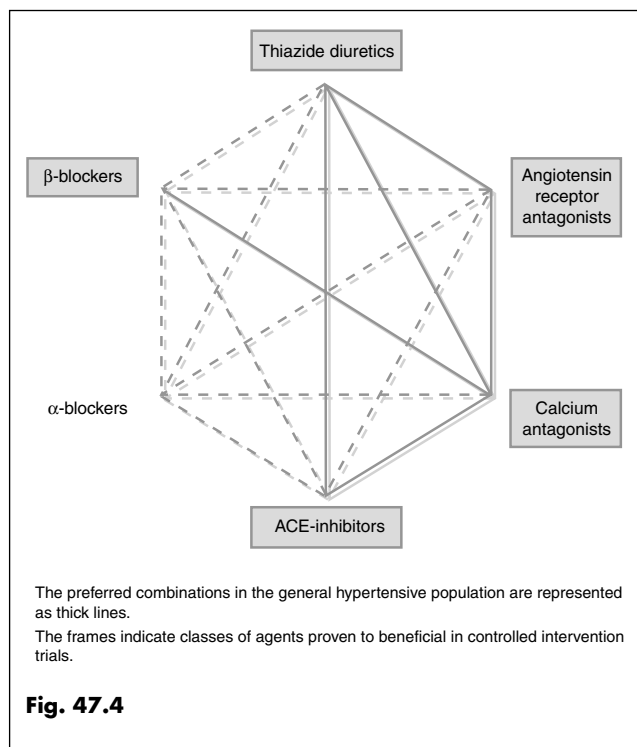 Thiazide diuretics
β-blockers
Angiotensin
receptor
antagonists
α-blockers
Calcium
antagonists
ACE-inhibitors
The preferred combinations in the general hypertensive population are represented
as thick lines.
The frames indicate classes of agents proven to beneficial in controlled intervention
trials.
Fig. 47.4